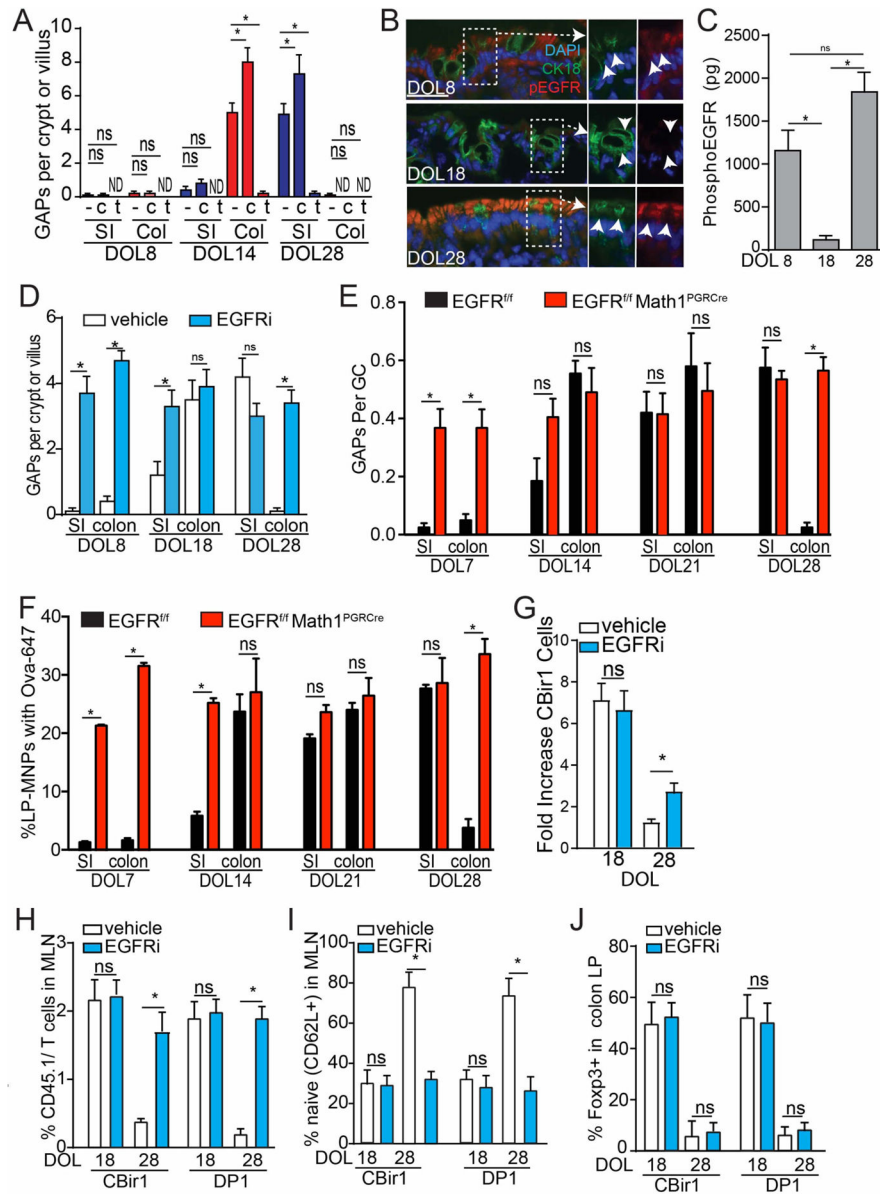 A
GAPs per crypt or villus
10
8
6
4
2
0
ns
ns
ND
ns
ns
ns
ns
ND
*
*
*
*
ns
ns
ND
ND
- c t - c t - c t - c t - c t - c t
SI Col SI Col SI Col
DOL8 DOL14 DOL28
B
DAPI
CK18
pEGFR
DOL8
DOL18
DOL28
C
PhosphoEGFR
(pg)
2500
2000
1500
1000
500
0
ns
*
*
DOL 8 18 28
D
vehicle EGFRi
GAPs per crypt or villus
6
3
0
* * * ns ns *
SI colon SI colon SI colon
DOL8 DOL18 DOL28
E
EGFRf/f EGFRf/f Math1PGRCre
GAPs Per GC
0.8
0.6
0.4
0.2
0.0
* * ns ns ns ns ns *
SI colon SI colon SI colon SI colon
DOL7 DOL14 DOL21 DOL28
F
EGFRf/f EGFRf/f Math1PGRCre
%LP-MNPs with Ova-647
40
30
20
10
0
* * * ns ns ns ns *
SI colon SI colon SI colon SI colon
DOL7 DOL14 DOL21 DOL28
G
vehicle
EGFRi
Fold Increase CBir1 Cells
10
8
6
4
2
0
ns *
18 28
DOL
H
vehicle
EGFRi
% CD45.1/ T cells in MLN
3
2
1
0
ns * ns *
DOL 18 28 18 28
CBir1 DP1
I
vehicle
EGFRi
% naive (CD62L+) in MLN
100
80
60
40
20
0
ns * ns *
DOL 18 28 18 28
CBir1 DP1
J
vehicle
EGFRi
% Foxp3+ in colon LP
80
60
40
20
0
ns ns ns ns
DOL 18 28 18 28
CBir1 DP1